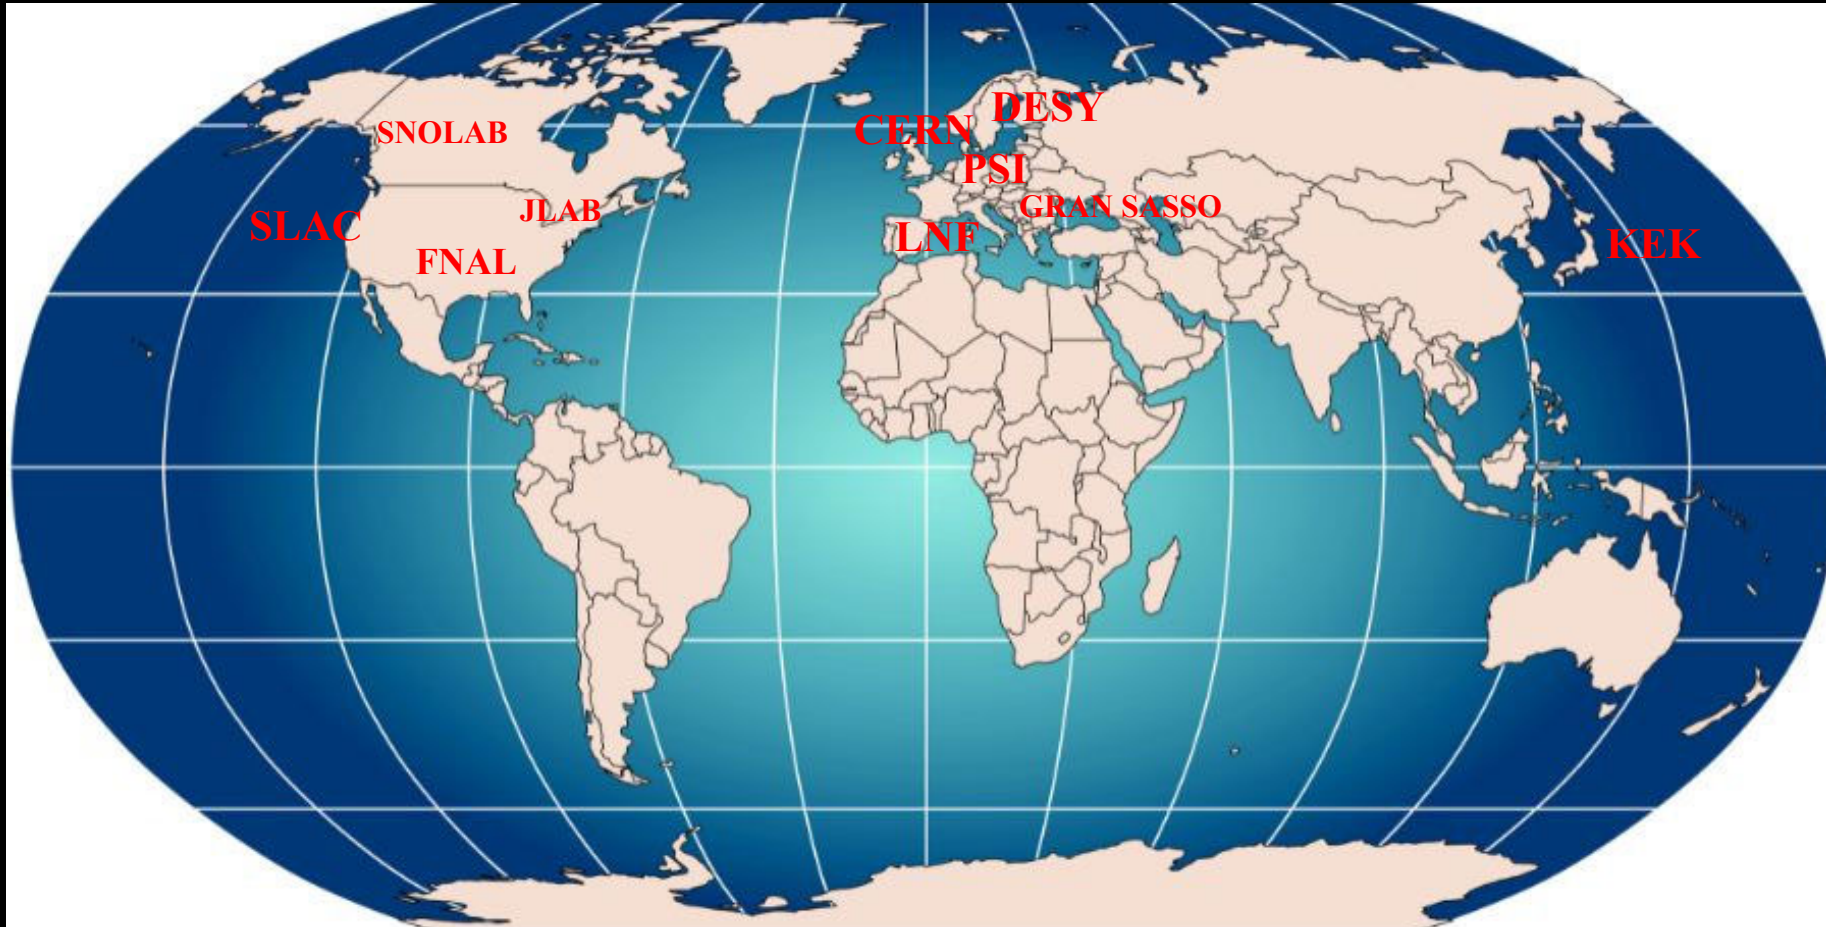 DESY
CERN
SNOLAB
PSI
GRAN SASSO
JLAB
SLAC
LNF
KEK
FNAL